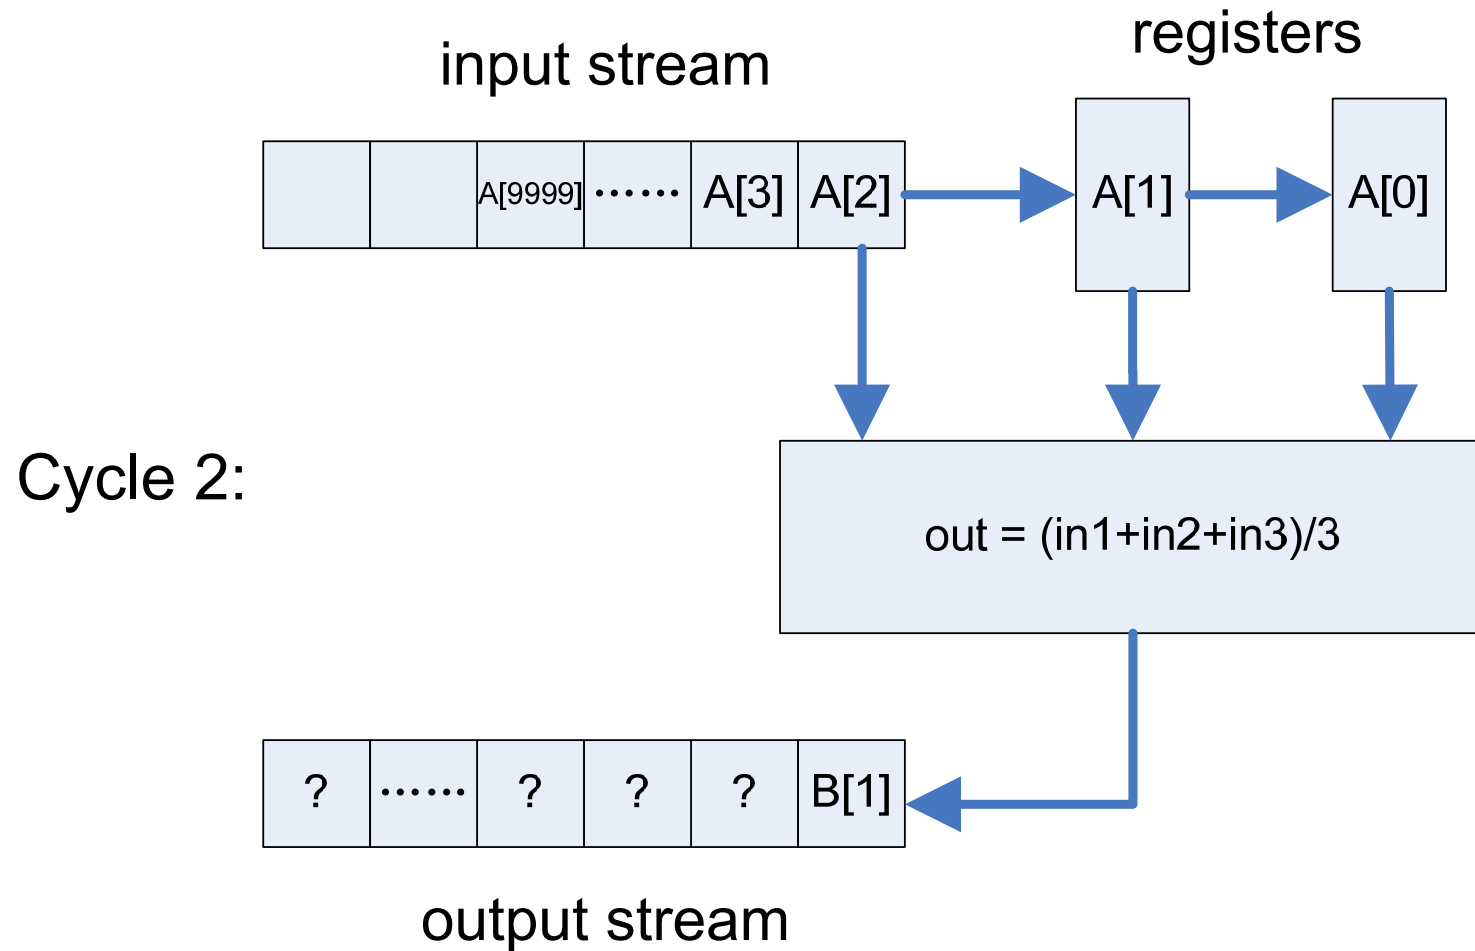 registers
input stream
A[9999] ...... A[3] A[2] A[1] A[0]
Cycle 2:
out = (in1+in2+in3)/3
? ...... ? ? ? B[1]
output stream